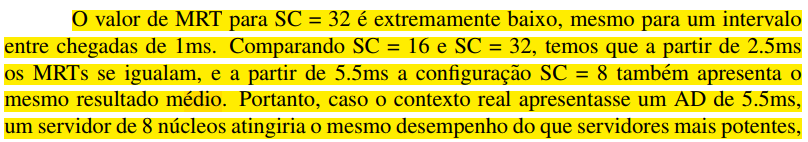 O valor de MRT para SC = 32 é extremamente baixo, mesmo para um intervalo
entre chegadas de 1ms. Comparando SC = 16 e SC = 32, temos que a partir de 2.5ms
os MRTs se igualam, e a partir de 5.5ms a configuração SC = 8 também apresenta o
mesmo resultado médio. Portanto, caso o contexto real apresentasse um AD de 5.5ms,
um servidor de 8 núcleos atingiria o mesmo desempenho do que servidores mais potentes,